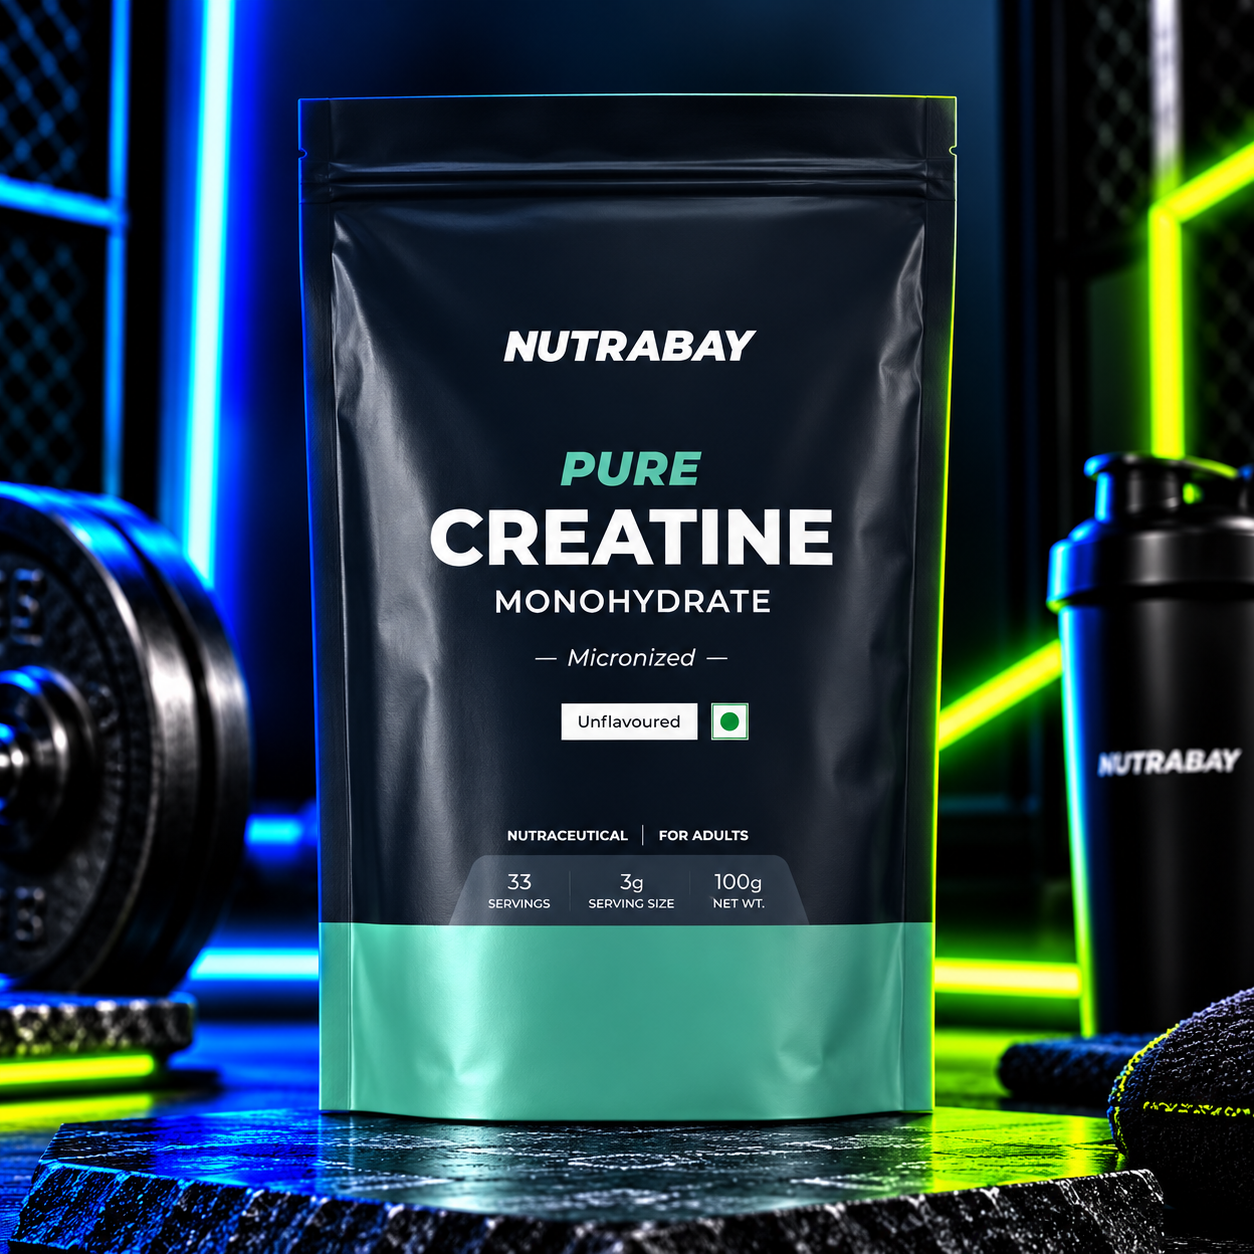 NUTRABAY
PURE
CREATINE
MONOHYDRATE
— Micronized —
Unflavoured
NUTRACEUTICAL | FOR ADULTS
33 3g 100g
SERVINGS SERVING SIZE NET WT.
NUTRABAY